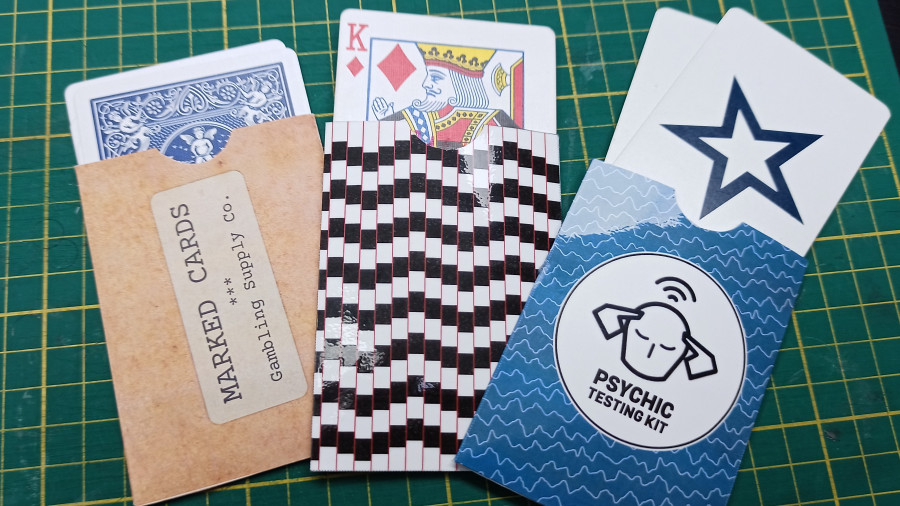 MARKED CARDS
***
Gambling Supply Co.
K
PSYCHIC
TESTING KIT